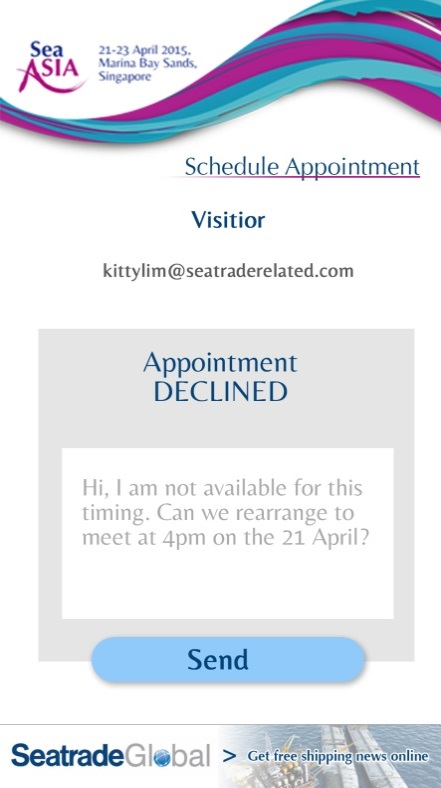 Sea
ASIA
21-23 April 2015,
Marina Bay Sands,
Singapore
Schedule Appointment
Visitior
kittylim@seatraderelated.com
Appointment
DECLINED
Hi, I am not available for this
timing. Can we rearrange to
meet at 4pm on the 21 April?
Send
SeatradeGlobal > Get free shipping news online